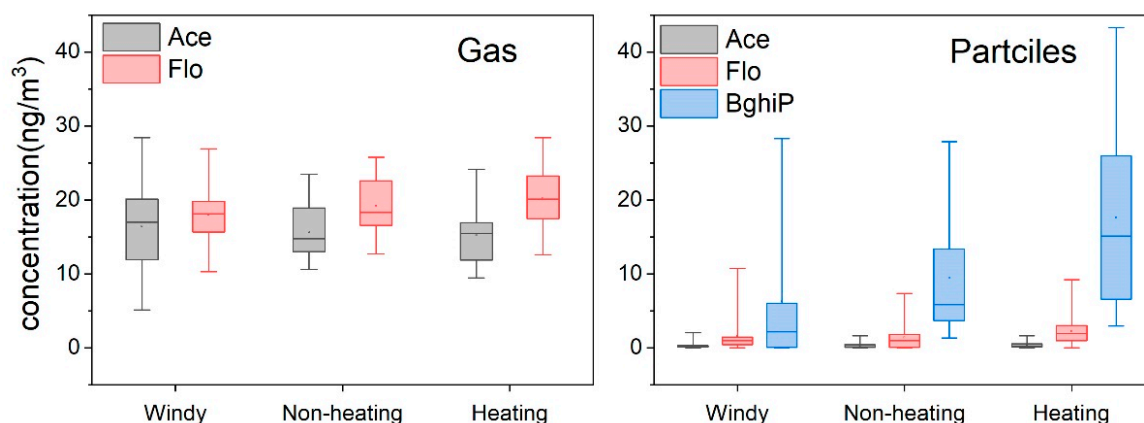 concentration(ng/m³)
40
30
20
10
0
Ace
Flo
Gas
Windy
Non-heating
Heating
40
30
20
10
0
Ace
Flo
BghiP
Partciles
Windy
Non-heating
Heating